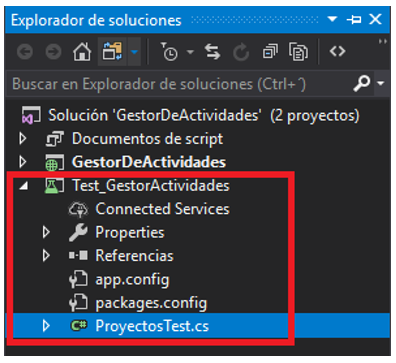 Explorador de soluciones
Buscar en Explorador de soluciones (Ctrl+´)
Solución 'GestorDeActividades' (2 proyectos)
Documentos de script
GestorDeActividades
Test_GestorActividades
Connected Services
Properties
Referencias
app.config
packages.config
C# ProyectosTest.cs